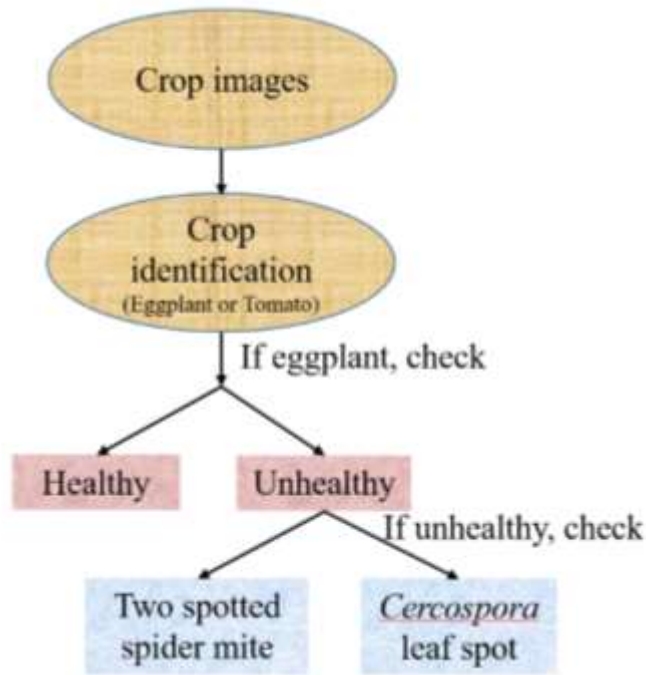 Crop images
Crop
identification
(Eggplant or Tomato)
If eggplant, check
Healthy
Unhealthy
If unhealthy, check
Two spotted
spider mite
Cercospora
leaf spot